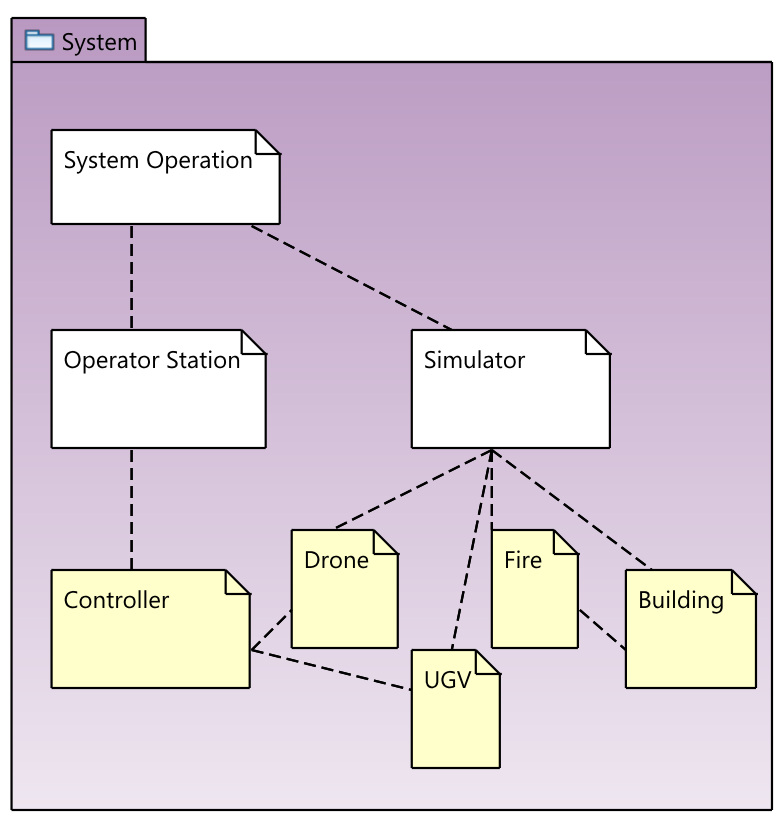 System
System Operation
Operator Station
Simulator
Drone
Fire
Controller
Building
UGV